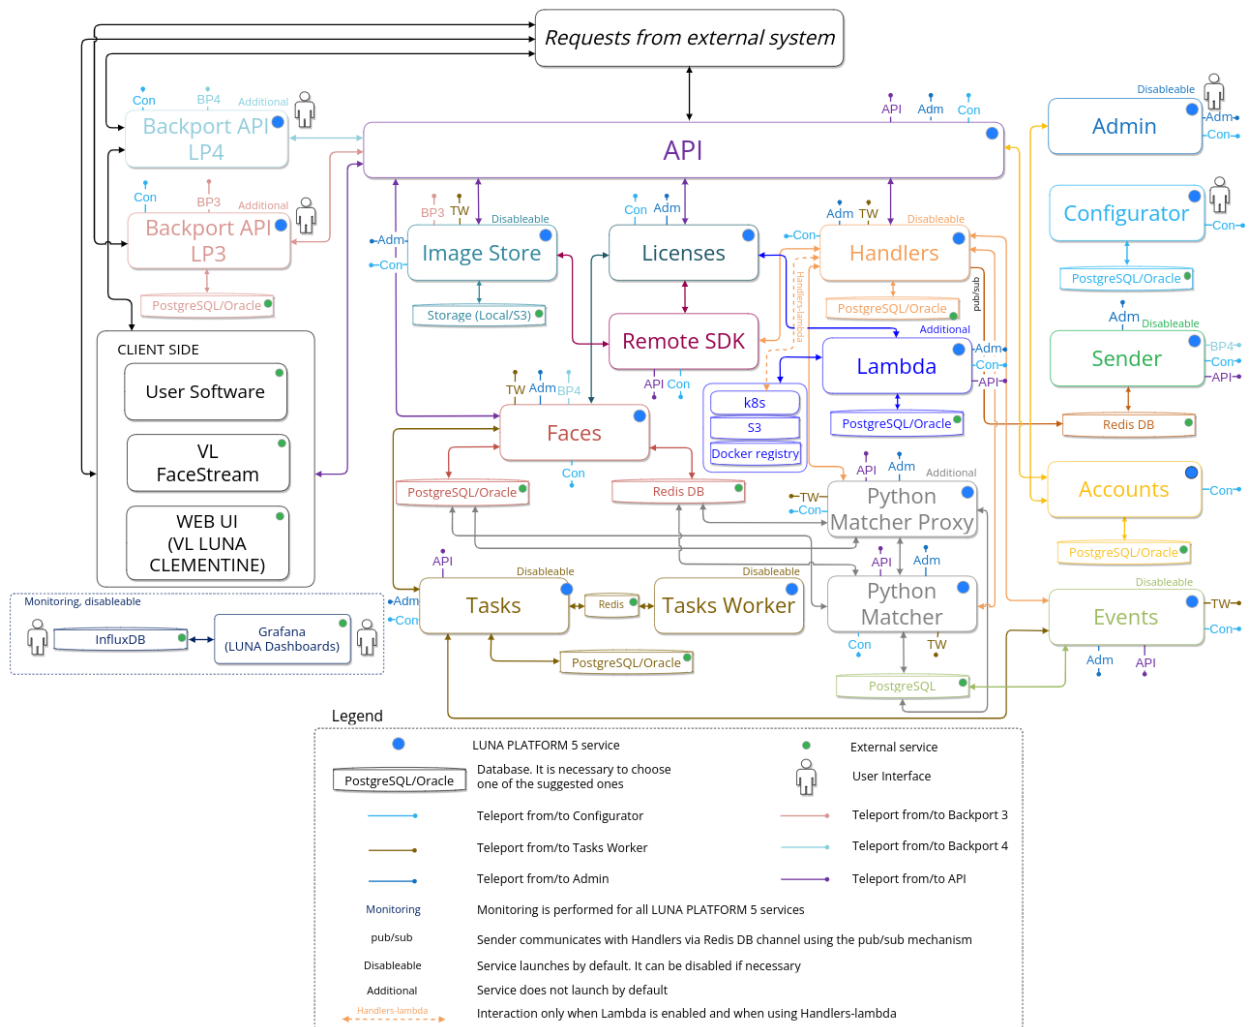 Requests from external system
Con
BP4
Additional
Backport API
LP4
API
Adm
Con
API
Disableable
Admin
Adm
Con
Con
BP3
Additional
Backport API
LP3
PostgreSQL/Oracle
BP3
TW
Disableable
Adm
Con
Image Store
Storage (Local/S3)
Con
Adm
Licenses
Remote SDK
API
Con
Adm
TW
Disableable
Con
Handlers
PostgreSQL/Oracle
Handlers-lambda
pub/sub
Configurator
Con
PostgreSQL/Oracle
Adm
Disableable
Sender
BP4
Con
API
Redis DB
Additional
Lambda
Adm
Con
API
PostgreSQL/Oracle
k8s
S3
Docker registry
CLIENT SIDE
User Software
VL
FaceStream
WEB UI
(VL LUNA
CLEMENTINE)
TW
Adm
BP4
Faces
Con
PostgreSQL/Oracle
Redis DB
API
Adm
Additional
TW
Con
Python
Matcher Proxy
Accounts
Con
PostgreSQL/Oracle
API
Disableable
Adm
Con
Tasks
Redis
Disableable
Tasks Worker
PostgreSQL/Oracle
API
Adm
Python
Matcher
Con
TW
PostgreSQL
Disableable
Events
TW
Con
Adm
API
Monitoring, disableable
InfluxDB
Grafana
(LUNA Dashboards)
Legend
LUNA PLATFORM 5 service
External service
PostgreSQL/Oracle
Database. It is necessary to choose
one of the suggested ones
User Interface
Teleport from/to Configurator
Teleport from/to Backport 3
Teleport from/to Tasks Worker
Teleport from/to Backport 4
Teleport from/to Admin
Teleport from/to API
Monitoring
Monitoring is performed for all LUNA PLATFORM 5 services
pub/sub
Sender communicates with Handlers via Redis DB channel using the pub/sub mechanism
Disableable
Service launches by default. It can be disabled if necessary
Additional
Service does not launch by default
Handlers-lambda
Interaction only when Lambda is enabled and when using Handlers-lambda